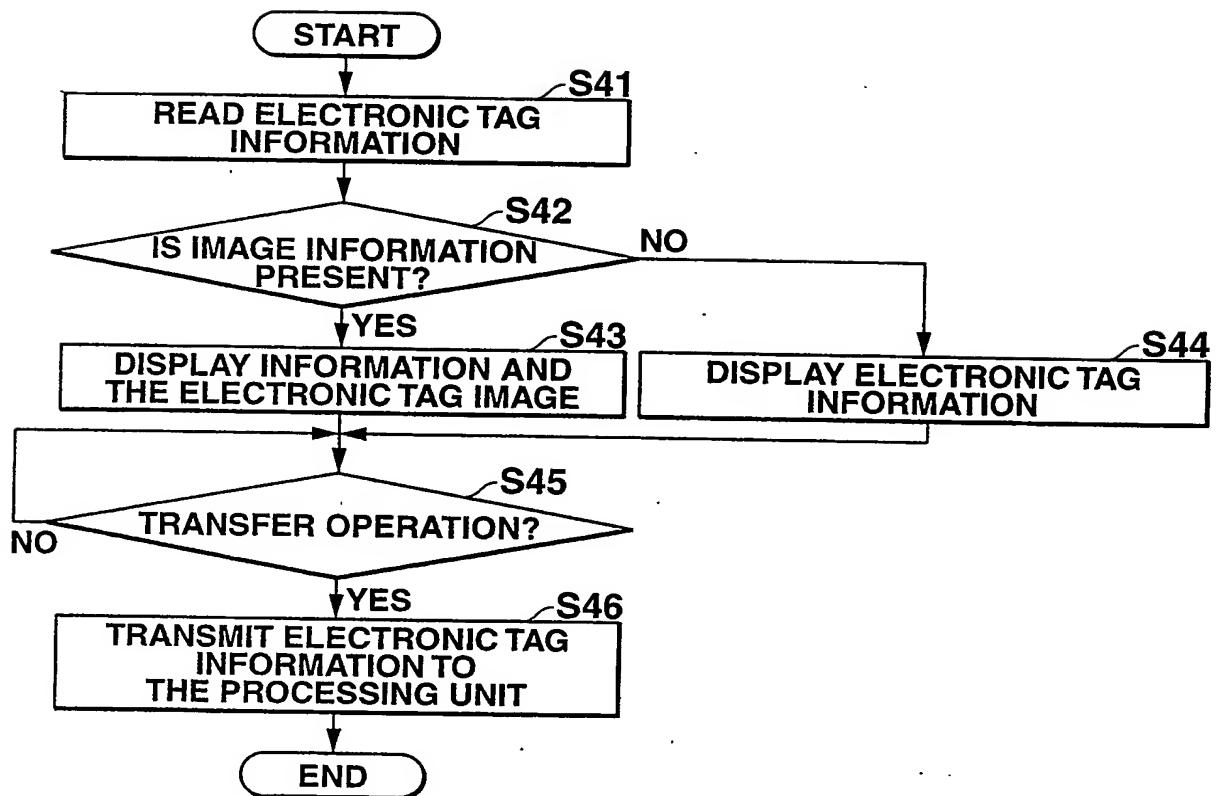 START
S41
READ ELECTRONIC TAG
INFORMATION
S42
IS IMAGE INFORMATION
PRESENT?
NO
YES
S43
DISPLAY INFORMATION AND
THE ELECTRONIC TAG IMAGE
S44
DISPLAY ELECTRONIC TAG
INFORMATION
S45
TRANSFER OPERATION?
NO
YES
S46
TRANSMIT ELECTRONIC TAG
INFORMATION TO
THE PROCESSING UNIT
END